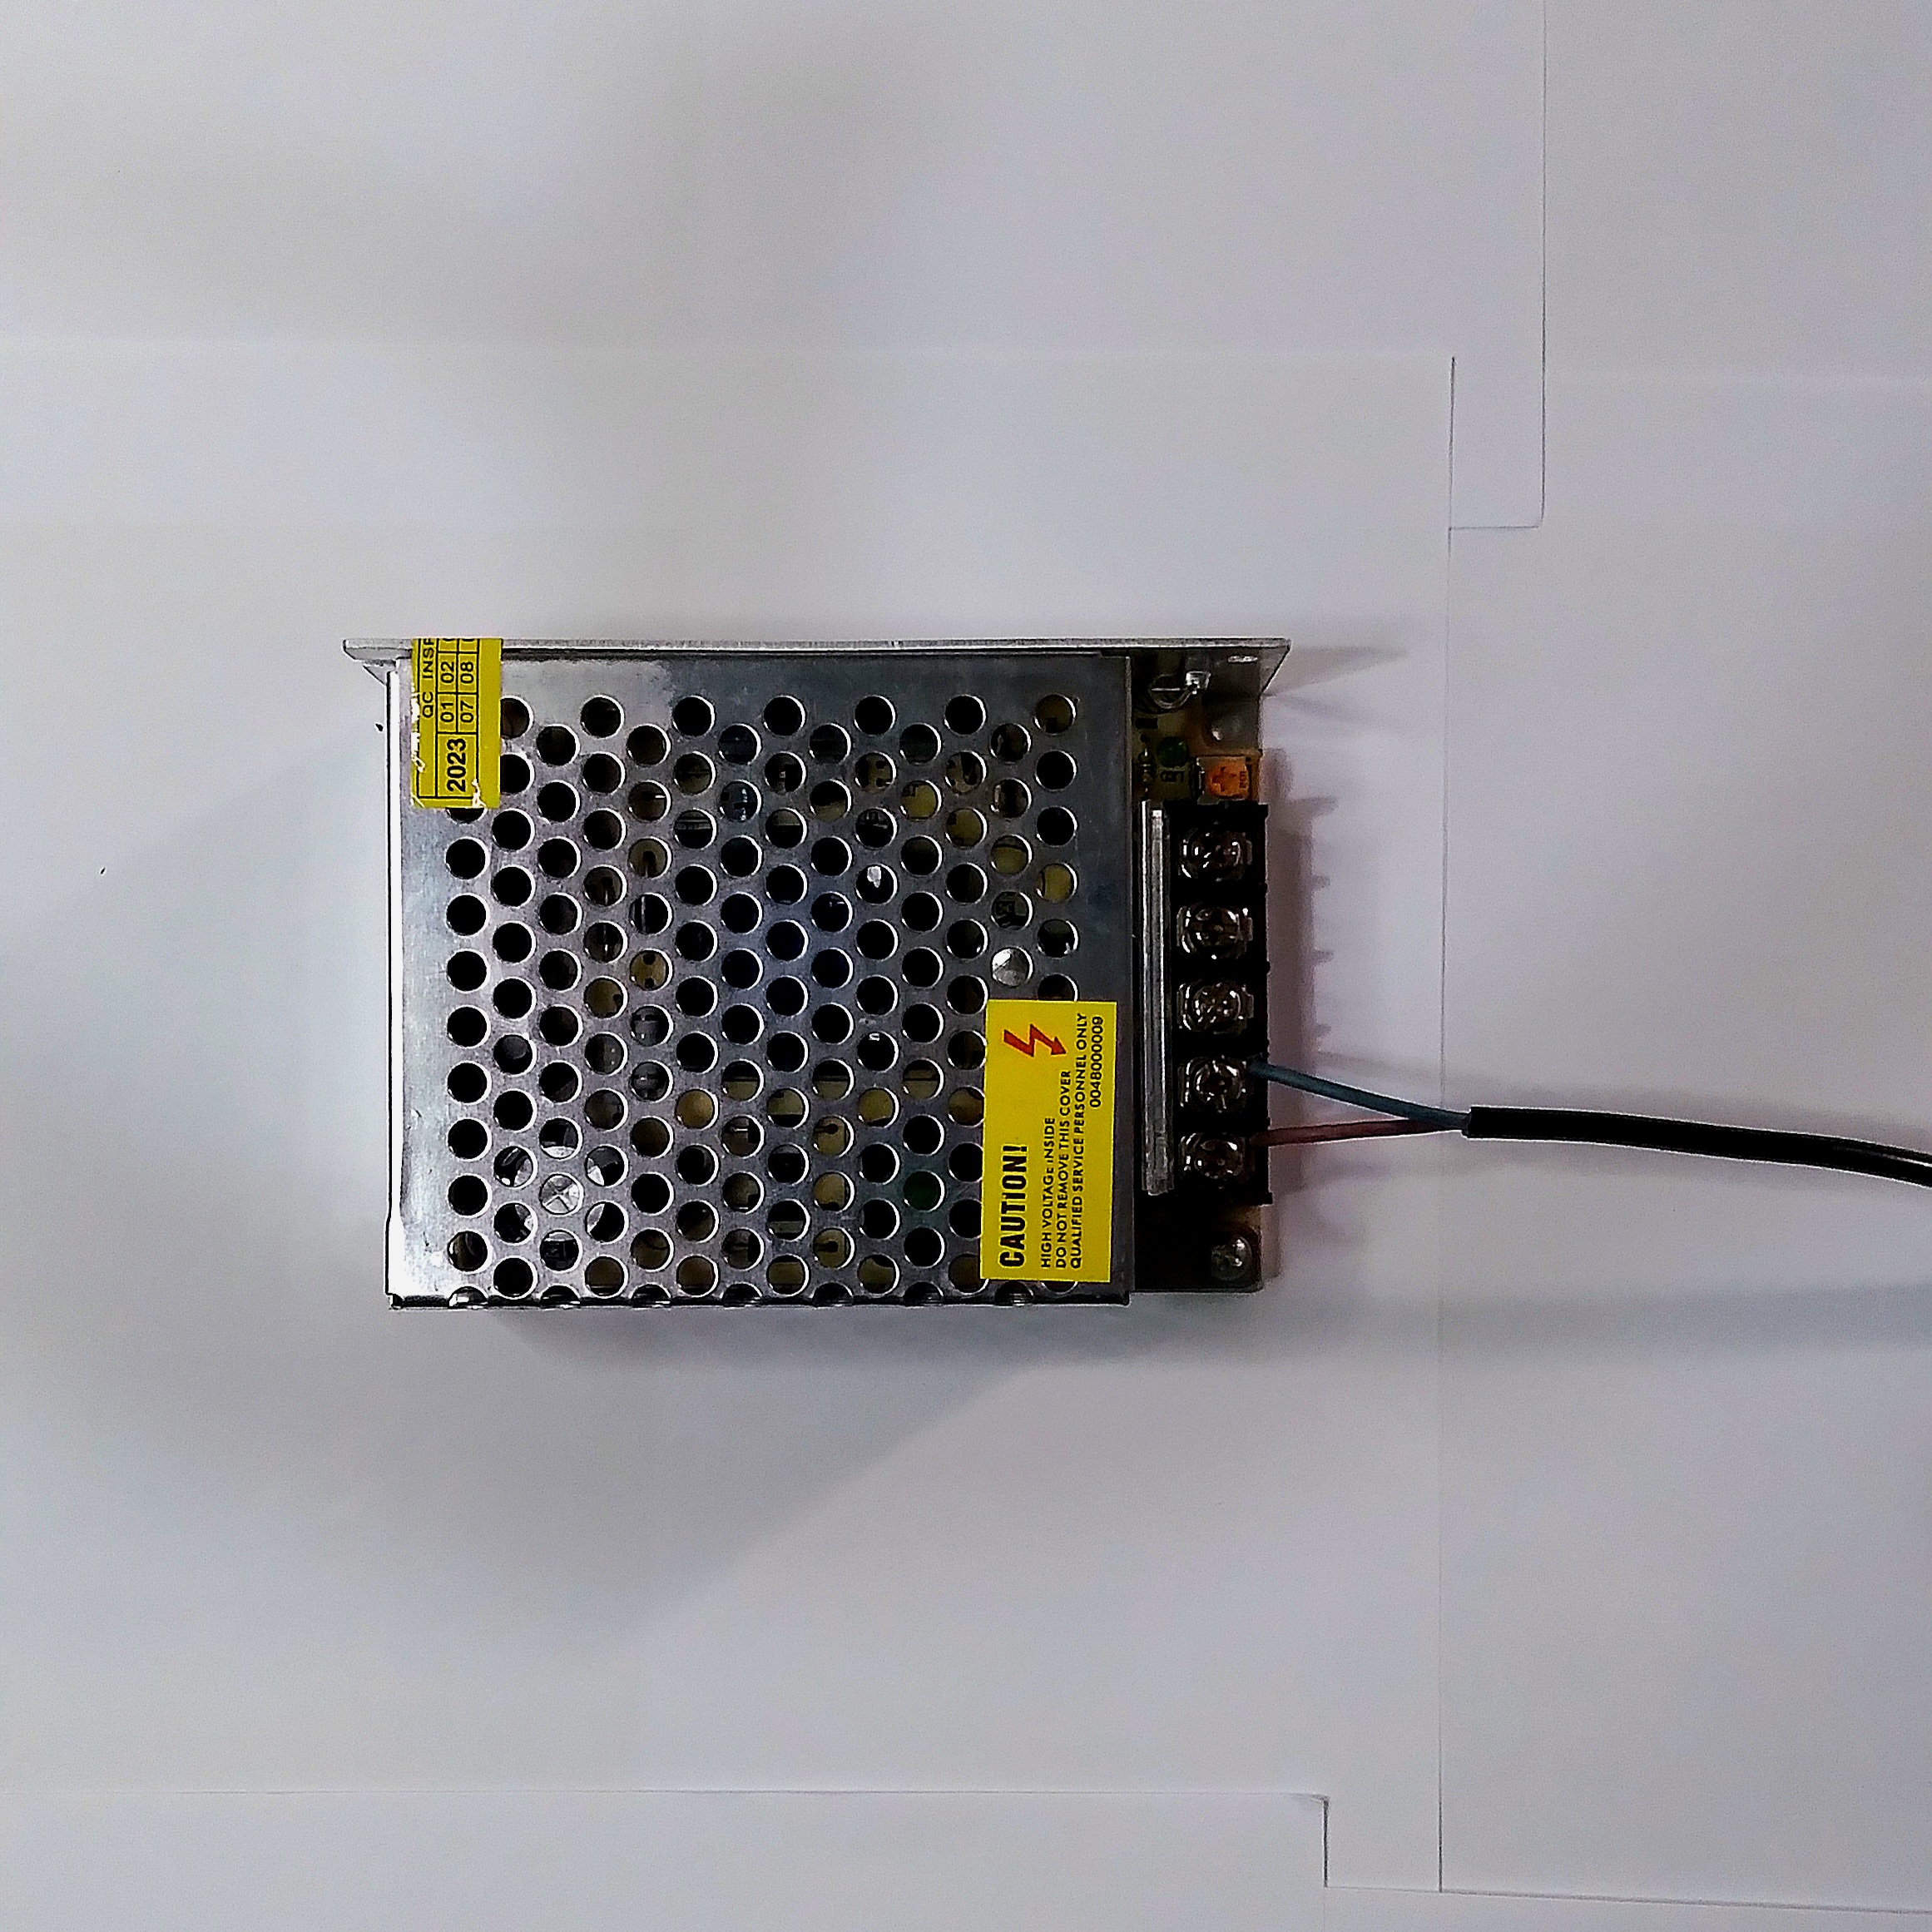 QC INSP
01 02
2023 07 08
CAUTION!
HIGH VOLTAGE INSIDE
DO NOT REMOVE THIS COVER
QUALIFIED SERVICE PERSONNEL ONLY
0048000009